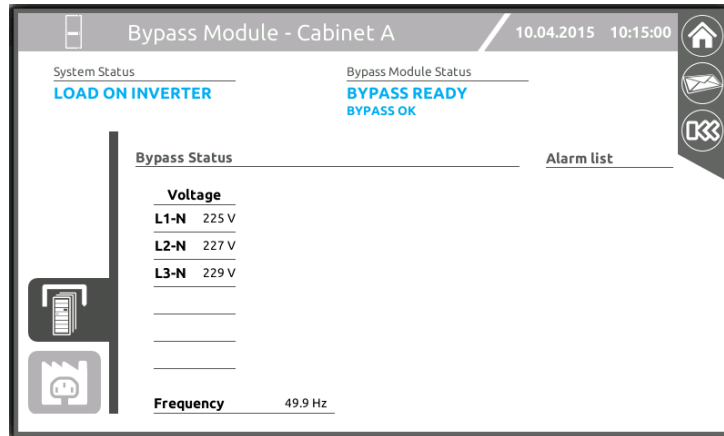 Bypass Module - Cabinet A
10.04.2015 10:15:00
System Status
LOAD ON INVERTER
Bypass Module Status
BYPASS READY
BYPASS OK
Bypass Status
Alarm list
Voltage
L1-N 225 V
L2-N 227 V
L3-N 229 V
Frequency 49.9 Hz